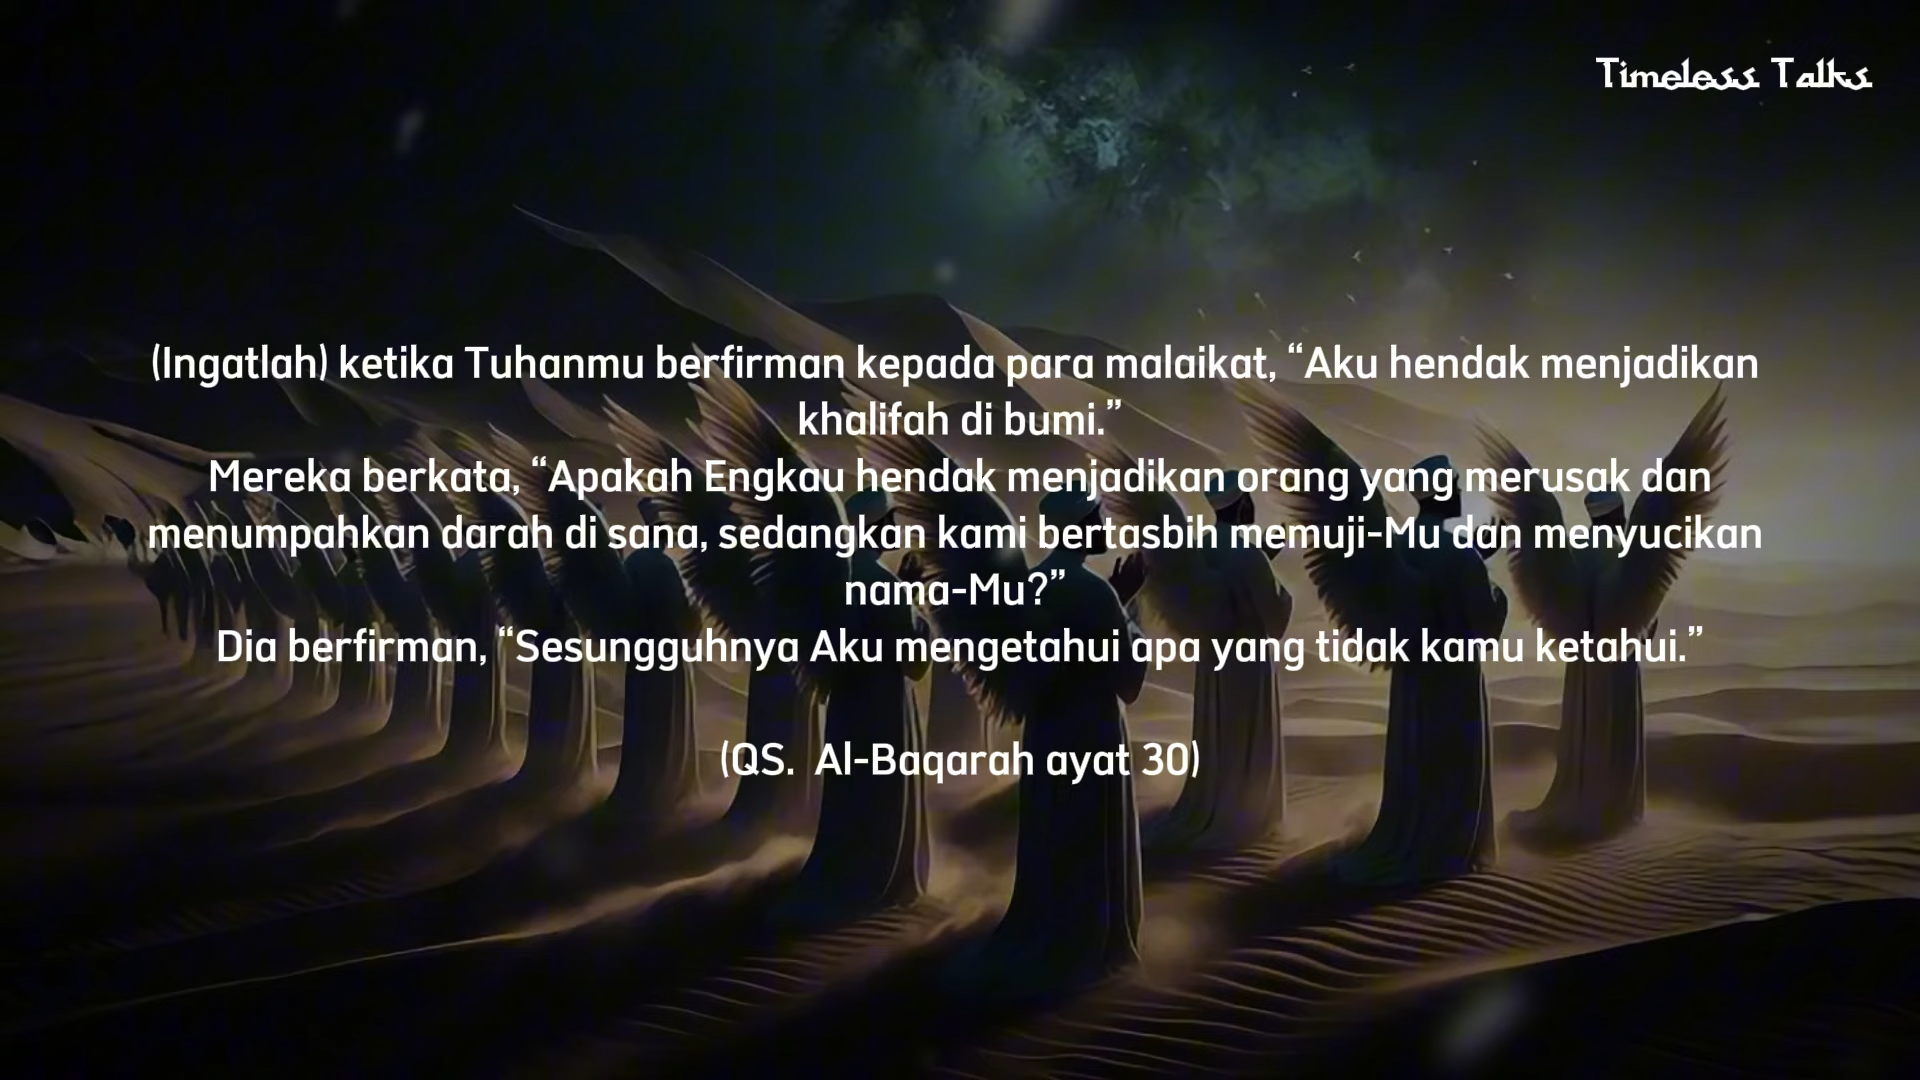 Timeless Talks
(Ingatlah) ketika Tuhanmu berfirman kepada para malaikat, “Aku hendak menjadikan
khalifah di bumi.”
Mereka berkata, “Apakah Engkau hendak menjadikan orang yang merusak dan
menumpahkan darah di sana, sedangkan kami bertasbih memuji-Mu dan menyucikan
nama-Mu?”
Dia berfirman, “Sesungguhnya Aku mengetahui apa yang tidak kamu ketahui.”
(QS.  Al-Baqarah ayat 30)